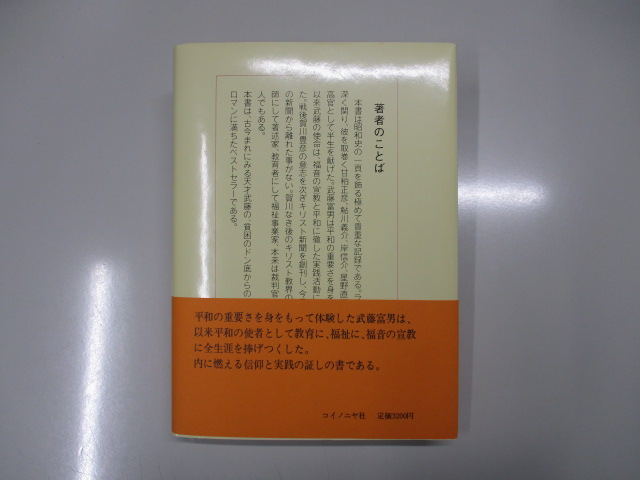 著者のことば
本書は昭和史の一頁を飾る極めて貴重な記録である。
深く関り、彼を取巻く甘粕正彦、鮎川義介、岸信介、星野直
高官として半生を献げた。武藤富男は平和の重要さを身を
以来武藤の使命は、福音の宣教と平和に徹した実践活動に
た。戦後賀川豊彦の意志を次ぎキリスト新聞を創刊し、今
の新聞から離れた事がない。賀川なき後のキリスト教界の
師にして著述家、教育者にして福祉事業家、本来は裁判官
人でもある。
本書は、古今まれにみる天才武藤の、貧困のドン底からの
ロマンに満ちたベストセラーである。
平和の重要さを身をもって体験した武藤富男は、
以来平和の使者として教育に、福祉に、福音の宣教
に全生涯を捧げつくした。
内に燃える信仰と実践の証しの書である。
コイノニヤ社 定価3200円